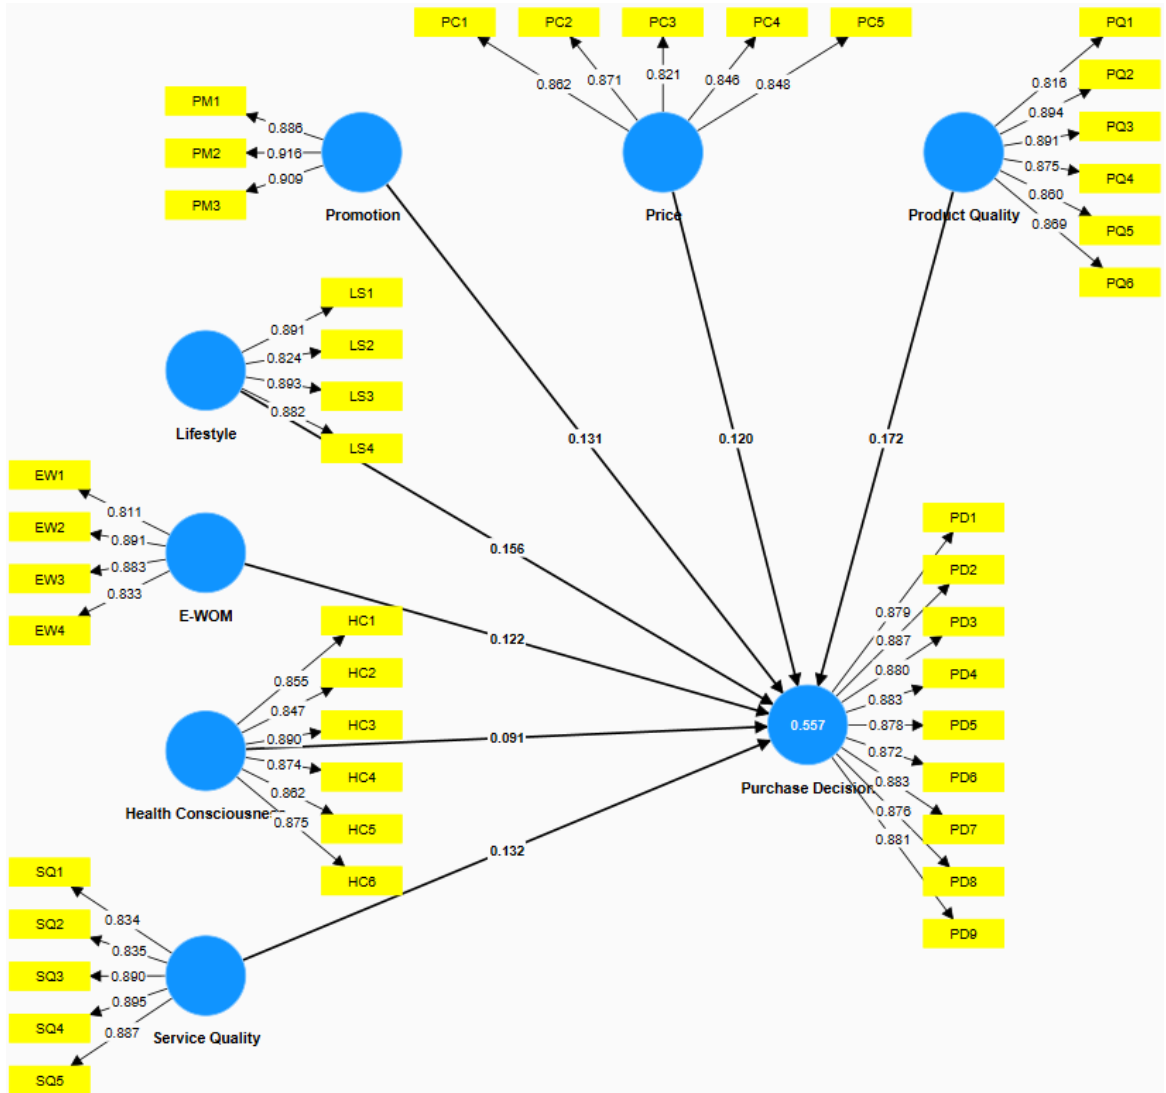 PC1
PC2
PC3
PC4
PC5
0.862
0.871
0.821
0.846
0.848
Price
PQ1
PQ2
PQ3
PQ4
PQ5
PQ6
0.816
0.894
0.891
0.875
0.860
0.869
Product Quality
PM1
PM2
PM3
0.886
0.916
0.909
Promotion
LS1
LS2
LS3
LS4
0.891
0.824
0.893
0.882
Lifestyle
0.131
0.120
0.172
0.156
0.122
0.091
0.132
EW1
EW2
EW3
EW4
0.811
0.891
0.883
0.833
E-WOM
HC1
HC2
HC3
HC4
HC5
HC6
0.855
0.847
0.890
0.874
0.862
0.875
Health Consciousne
SQ1
SQ2
SQ3
SQ4
SQ5
0.834
0.835
0.890
0.895
0.887
Service Quality
PD1
PD2
PD3
PD4
PD5
PD6
PD7
PD8
PD9
0.879
0.887
0.880
0.883
0.878
0.872
0.883
0.876
0.881
0.557
Purchase Decision